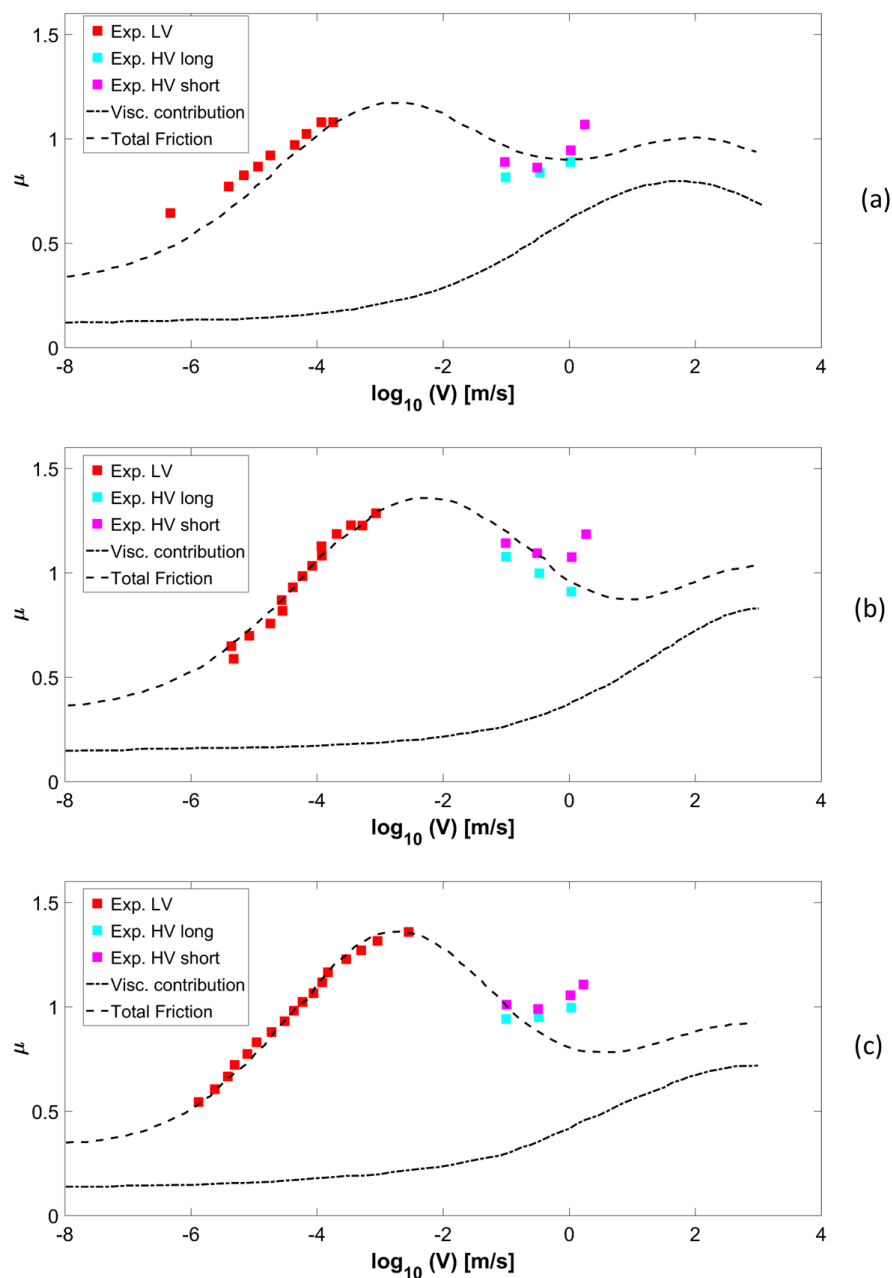 1.5
1
0.5
0
μ
Exp. LV
Exp. HV long
Exp. HV short
Visc. contribution
Total Friction
-8
-6
-4
-2
0
2
4
log10 (V) [m/s]
(a)
1.5
1
0.5
0
μ
Exp. LV
Exp. HV long
Exp. HV short
Visc. contribution
Total Friction
-8
-6
-4
-2
0
2
4
log10 (V) [m/s]
(b)
1.5
1
0.5
0
μ
Exp. LV
Exp. HV long
Exp. HV short
Visc. contribution
Total Friction
-8
-6
-4
-2
0
2
4
log10 (V) [m/s]
(c)